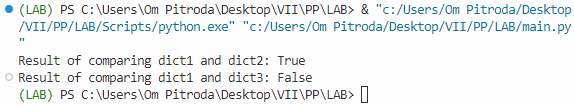 (LAB) PS C:\Users\Om Pitroda\Desktop\VII\PP\LAB> & "c:/Users/Om Pitroda/Desktop
/VII/PP/LAB/Scripts/python.exe" "c:/Users/Om Pitroda/Desktop/VII/PP/LAB/main.py
"
Result of comparing dict1 and dict2: True
Result of comparing dict1 and dict3: False
(LAB) PS C:\Users\Om Pitroda\Desktop\VII\PP\LAB>